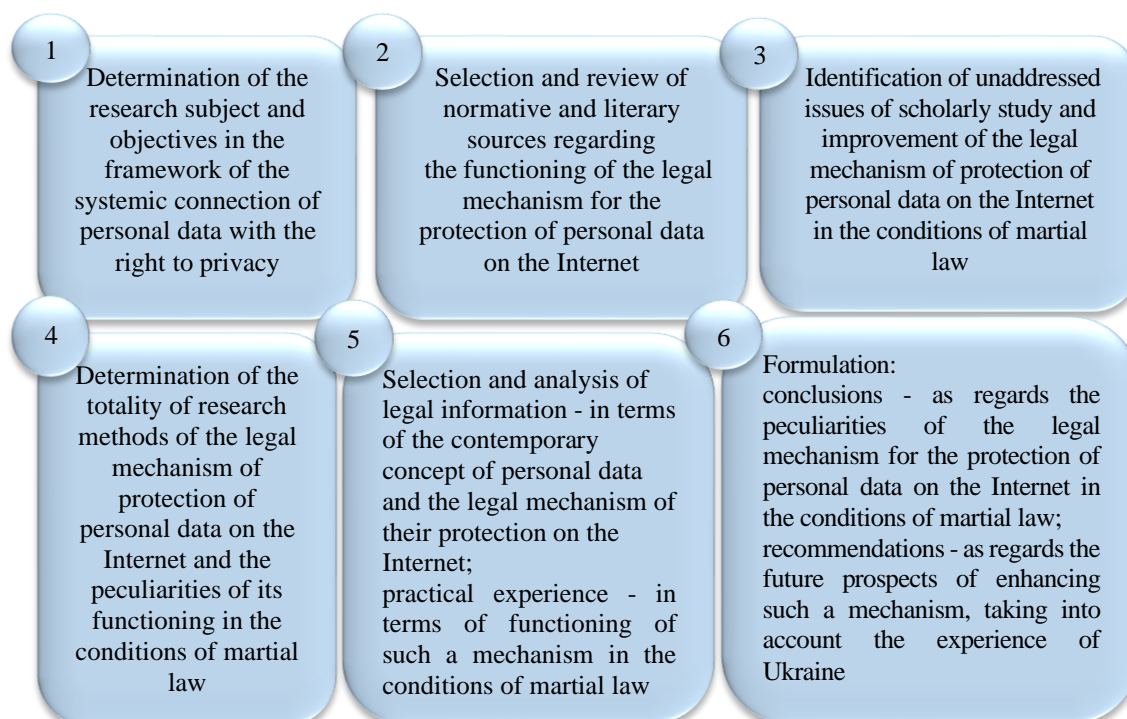 1
Determination of the
research subject and
objectives in the
framework of the
systemic connection of
personal data with the
right to privacy
2
Selection and review of
normative and literary
sources regarding
the functioning of the legal
mechanism for the
protection of personal data
on the Internet
3
Identification of unaddressed
issues of scholarly study and
improvement of the legal
mechanism of protection of
personal data on the Internet
in the conditions of martial
law
4
Determination of the
totality of research
methods of the legal
mechanism of
protection of
personal data on the
Internet and the
peculiarities of its
functioning in the
conditions of martial
law
5
Selection and analysis of
legal information - in terms
of the contemporary
concept of personal data
and the legal mechanism of
their protection on the
Internet;
practical experience - in
terms of functioning of
such a mechanism in the
conditions of martial law
6
Formulation:
conclusions - as regards the
peculiarities of the legal
mechanism for the protection of
personal data on the Internet in
the conditions of martial law;
recommendations - as regards the
future prospects of enhancing
such a mechanism, taking into
account the experience of
Ukraine